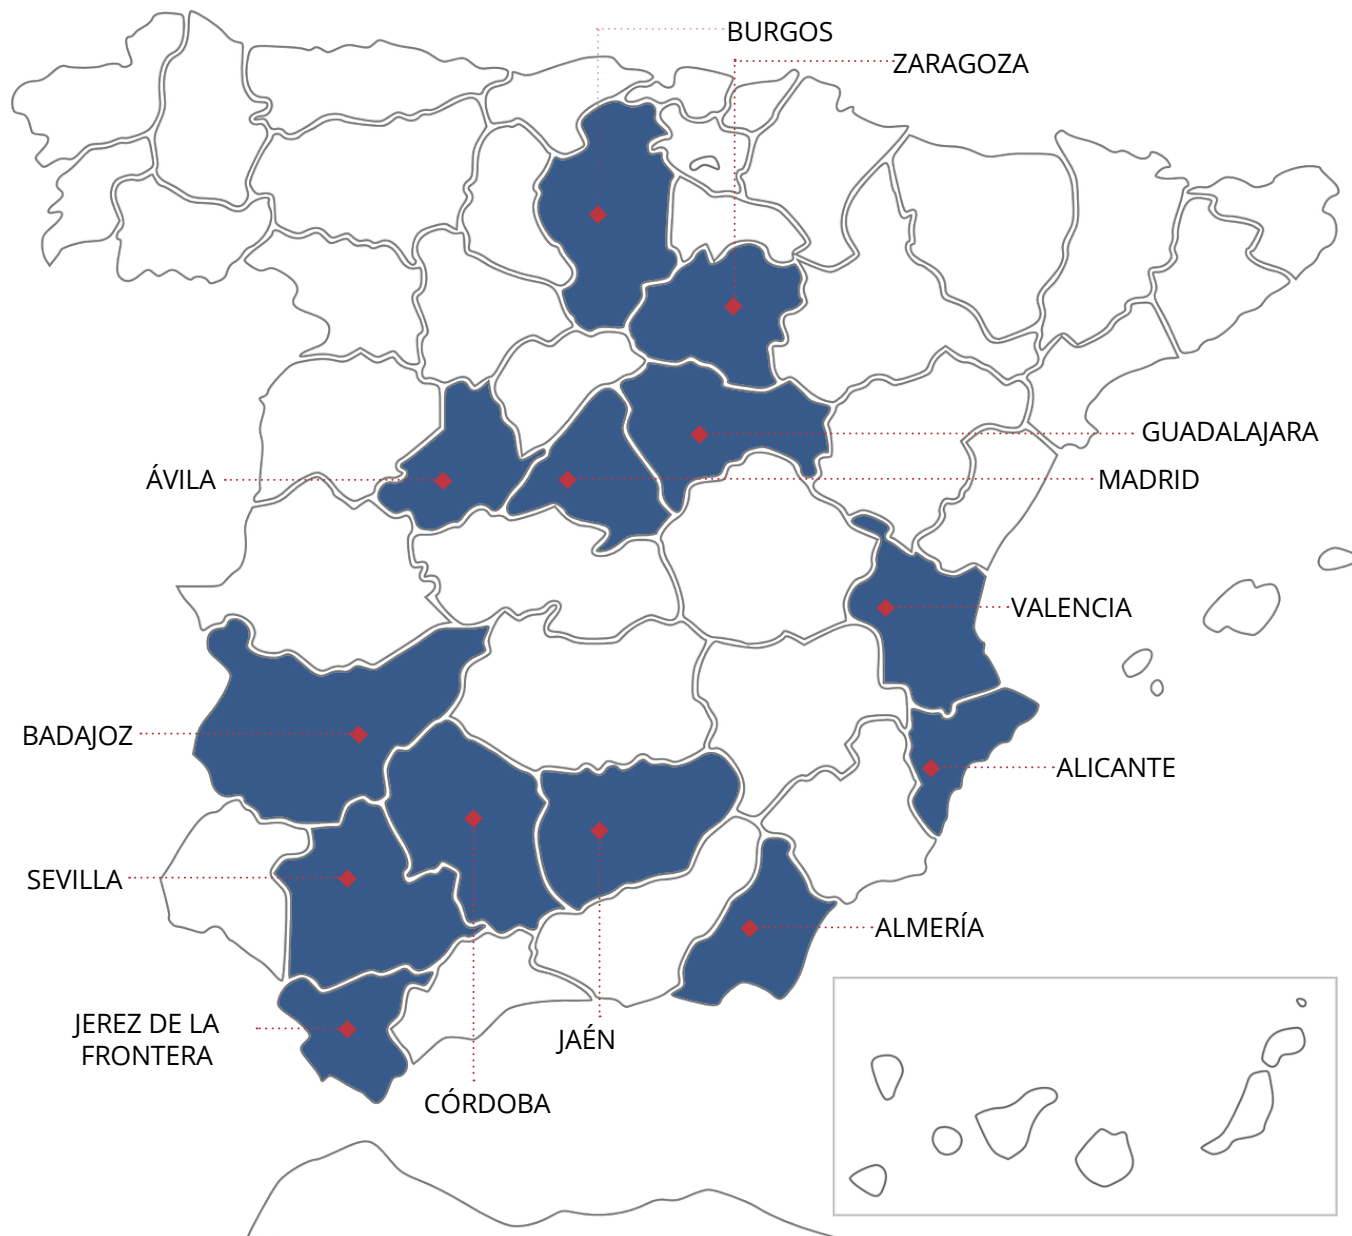 BURGOS
ZARAGOZA
GUADALAJARA
ÁVILA
MADRID
VALENCIA
BADAJOZ
ALICANTE
SEVILLA
ALMERÍA
JEREZ DE LA
FRONTERA
JAÉN
CÓRDOBA